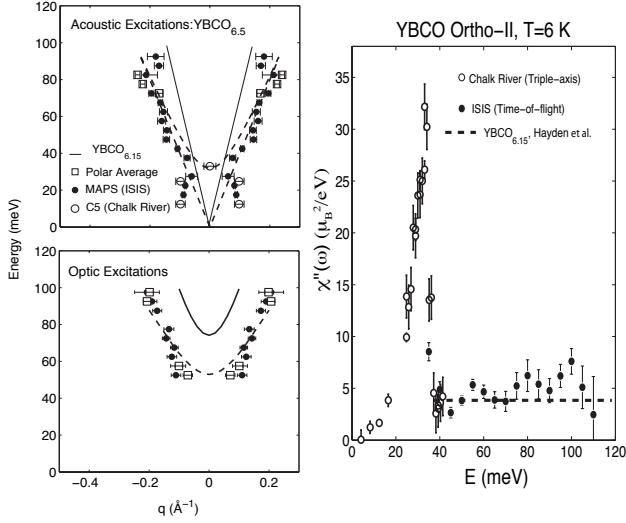 Acoustic Excitations:YBCO6.5
120
100
80
60
40
20
0
YBCO6.15
Polar Average
MAPS (ISIS)
C5 (Chalk River)
Energy (meV)
Optic Excitations
120
100
80
60
40
20
0
−0.4 −0.2 0 0.2
q (Å−1)
YBCO Ortho−II, T=6 K
Chalk River (Triple−axis)
ISIS (Time−of−flight)
YBCO6.15, Hayden et al.
35
30
25
20
15
10
5
0
χ''(ω) (μB2/eV)
0 20 40 60 80 100 120
E (meV)